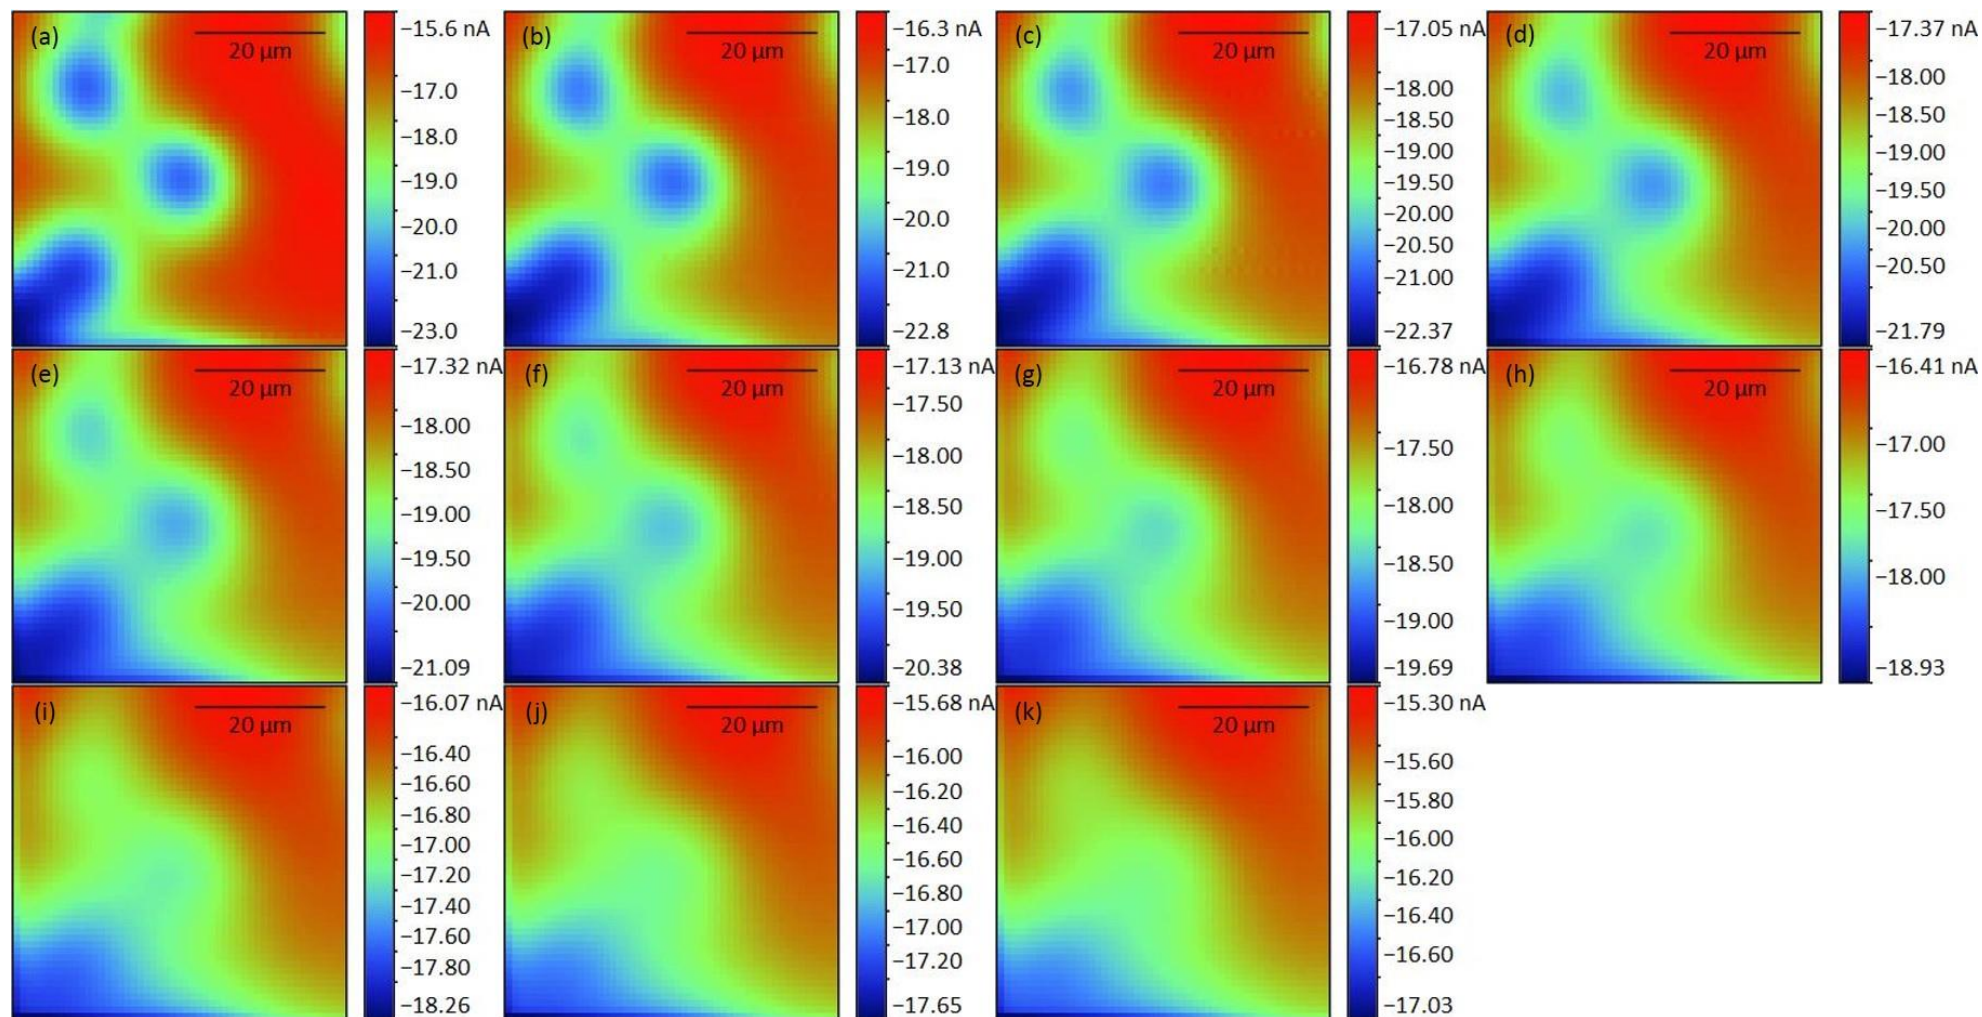 (a)
20 µm
−15.6 nA
−17.0
−18.0
−19.0
−20.0
−21.0
−23.0
(b)
20 µm
−16.3 nA
−17.0
−18.0
−19.0
−20.0
−21.0
−22.8
(c)
20 µm
−17.05 nA
−18.00
−18.50
−19.00
−19.50
−20.00
−20.50
−21.00
−22.37
(d)
20 µm
−17.37 nA
−18.00
−18.50
−19.00
−19.50
−20.00
−20.50
−21.79
(e)
20 µm
−17.32 nA
−18.00
−18.50
−19.00
−19.50
−20.00
−21.09
(f)
20 µm
−17.13 nA
−17.50
−18.00
−18.50
−19.00
−19.50
−20.38
(g)
20 µm
−16.78 nA
−17.50
−18.00
−18.50
−19.00
−19.69
(h)
20 µm
−16.41 nA
−17.00
−17.50
−18.00
−18.93
(i)
20 µm
−16.07 nA
−16.40
−16.60
−16.80
−17.00
−17.20
−17.40
−17.60
−17.80
−18.26
(j)
20 µm
−15.68 nA
−16.00
−16.20
−16.40
−16.60
−16.80
−17.00
−17.20
−17.65
(k)
20 µm
−15.30 nA
−15.60
−15.80
−16.00
−16.20
−16.40
−16.60
−17.03